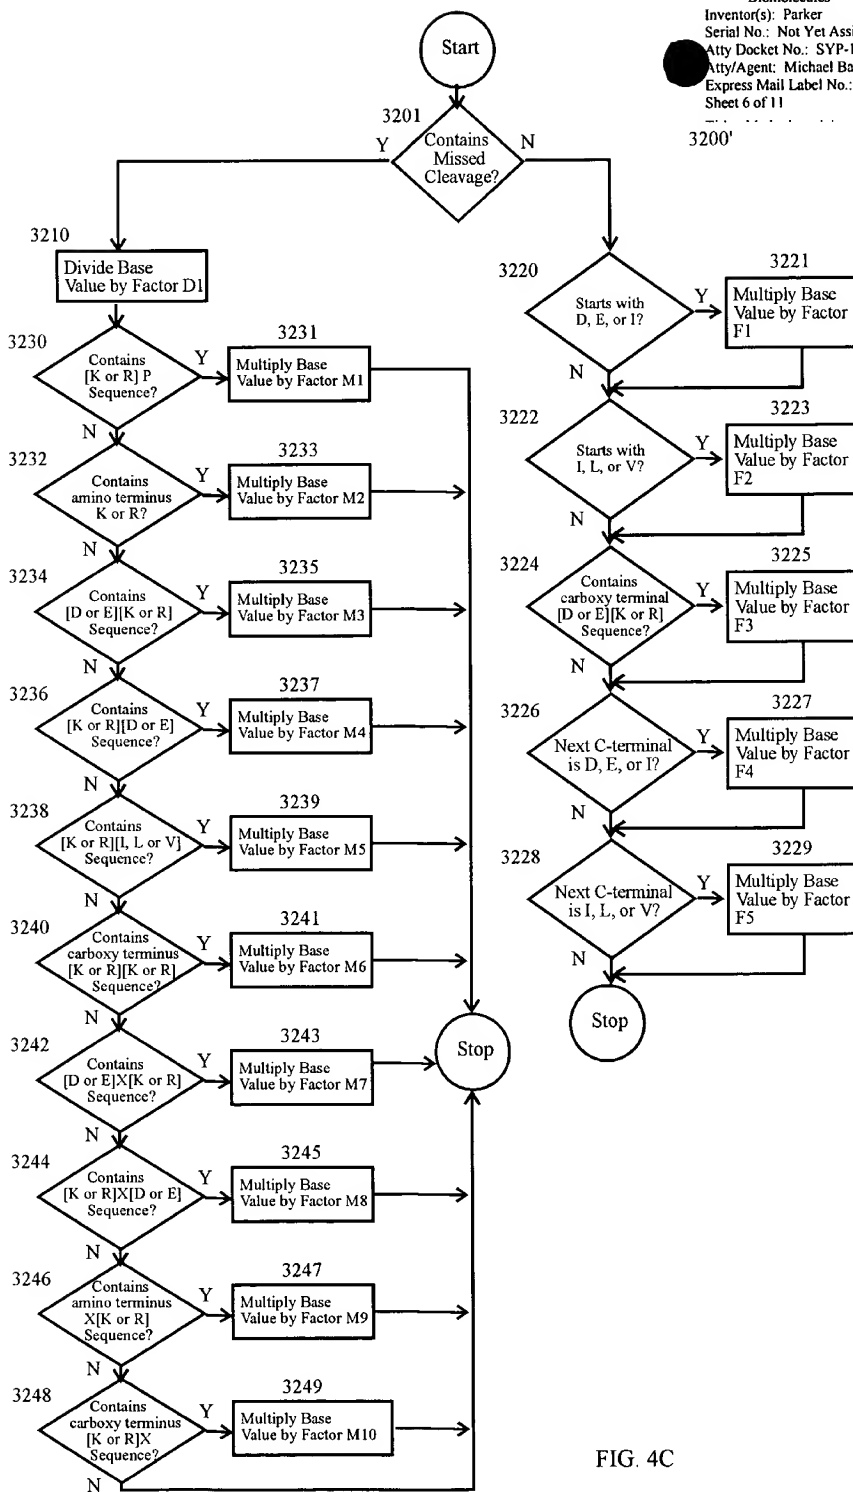 Biomolecules
Inventor(s): Parker
Serial No.: Not Yet Assi
Atty Docket No.: SYP-1
Atty/Agent: Michael Ba
Express Mail Label No.:
Sheet 6 of 11
3200'
Start
3201
Contains
Missed
Cleavage?
Y
N
3210
Divide Base
Value by Factor D1
3230
Contains
[K or R] P
Sequence?
Y
N
3231
Multiply Base
Value by Factor M1
3232
Contains
amino terminus
K or R?
Y
N
3233
Multiply Base
Value by Factor M2
3234
Contains
[D or E][K or R]
Sequence?
Y
N
3235
Multiply Base
Value by Factor M3
3236
Contains
[K or R][D or E]
Sequence?
Y
N
3237
Multiply Base
Value by Factor M4
3238
Contains
[K or R][I, L or V]
Sequence?
Y
N
3239
Multiply Base
Value by Factor M5
3240
Contains
carboxy terminus
[K or R][K or R]
Sequence?
Y
N
3241
Multiply Base
Value by Factor M6
3242
Contains
[D or E]X[K or R]
Sequence?
Y
N
3243
Multiply Base
Value by Factor M7
Stop
3244
Contains
[K or R]X[D or E]
Sequence?
Y
N
3245
Multiply Base
Value by Factor M8
3246
Contains
amino terminus
X[K or R]
Sequence?
Y
N
3247
Multiply Base
Value by Factor M9
3248
Contains
carboxy terminus
[K or R]X
Sequence?
Y
N
3249
Multiply Base
Value by Factor M10
3220
Starts with
D, E, or I?
Y
N
3221
Multiply Base
Value by Factor
F1
3222
Starts with
I, L, or V?
Y
N
3223
Multiply Base
Value by Factor
F2
3224
Contains
carboxy terminal
[D or E][K or R]
Sequence?
Y
N
3225
Multiply Base
Value by Factor
F3
3226
Next C-terminal
is D, E, or I?
Y
N
3227
Multiply Base
Value by Factor
F4
3228
Next C-terminal
is I, L, or V?
Y
N
3229
Multiply Base
Value by Factor
F5
Stop
FIG. 4C